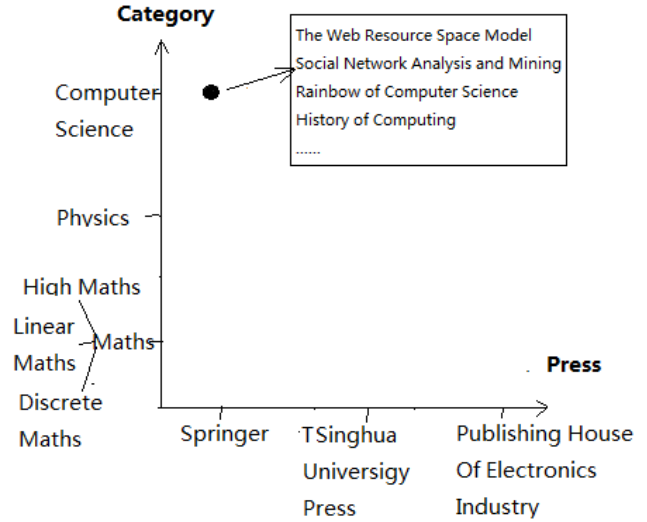 Category
The Web Resource Space Model
Social Network Analysis and Mining
Rainbow of Computer Science
History of Computing
......
Computer
Science
Physics
High Maths
Linear
Maths
Maths
Discrete
Maths
Press
Springer
TSinghua
Universigy
Press
Publishing House
Of Electronics
Industry